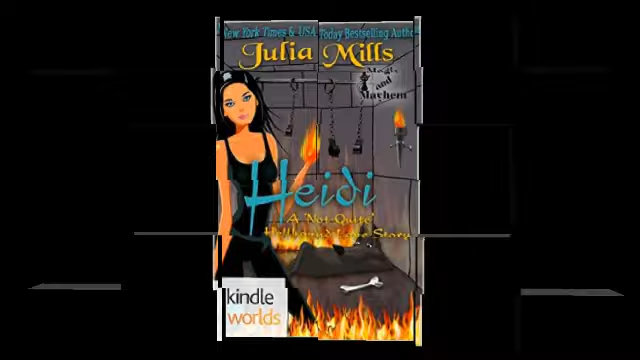 New York Times & USA Today Bestselling Author
Julia Mills
Magic
and
Mayhem
Heidi
A 'Not-Quite'
Hellhound Love Story
kindle
worlds